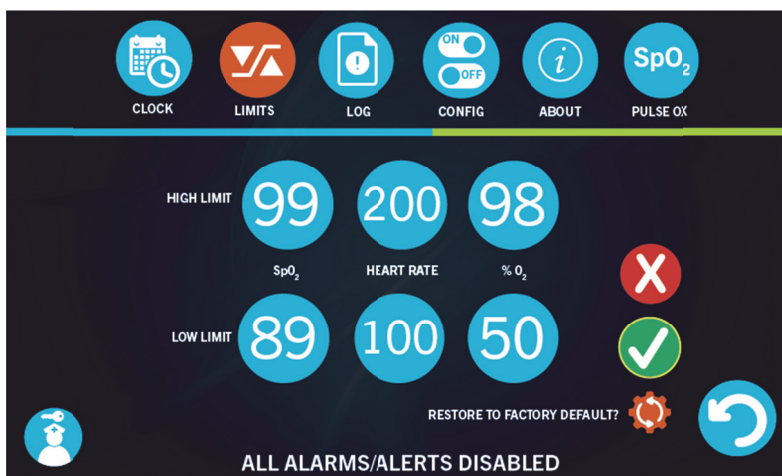 ON
OFF
i
SpO₂
CLOCK
LIMITS
LOG
CONFIG
ABOUT
PULSE OX
HIGH LIMIT 99 200 98
SpO₂ HEART RATE % O₂
LOW LIMIT 89 100 50
RESTORE TO FACTORY DEFAULT?
ALL ALARMS/ALERTS DISABLED